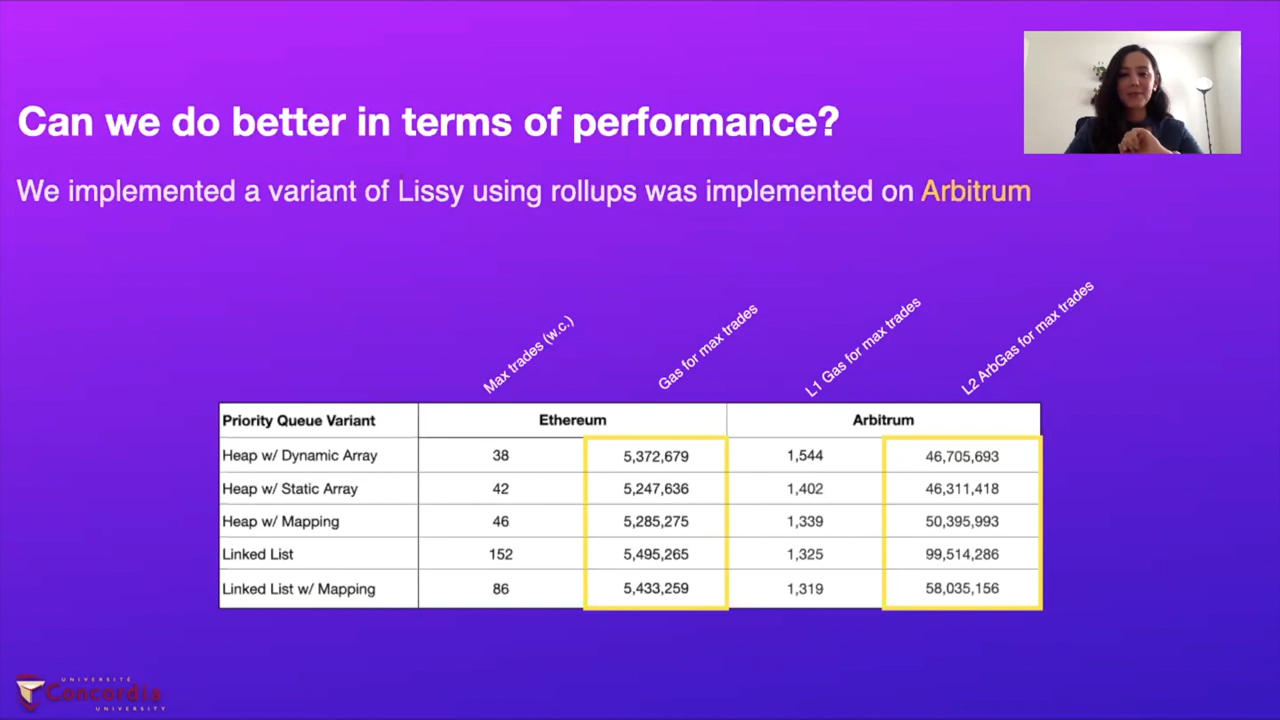 Can we do better in terms of performance?
We implemented a variant of Lissy using rollups was implemented on Arbitrum
Max trades (w.c.)
Gas for max trades
L1 Gas for max trades
L2 ArbGas for max trades
Priority Queue Variant Ethereum Arbitrum
Heap w/ Dynamic Array 38 5,372,679 1,544 46,705,693
Heap w/ Static Array 42 5,247,636 1,402 46,311,418
Heap w/ Mapping 46 5,285,275 1,339 50,395,993
Linked List 152 5,495,265 1,325 99,514,286
Linked List w/ Mapping 86 5,433,259 1,319 58,035,156
UNIVERSITÉ
Concordia
UNIVERSITY